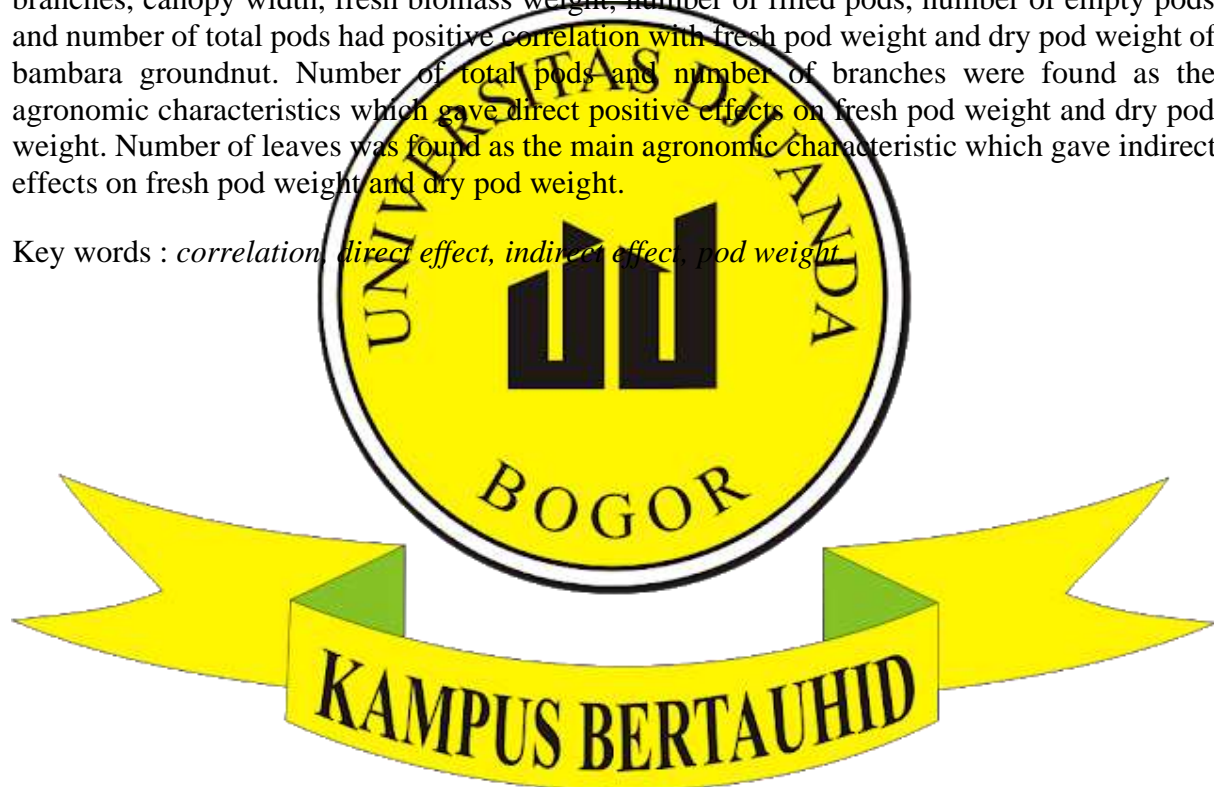 branches, canopy width, fresh biomass weight, number of filled pods, number of empty pods
and number of total pods had positive correlation with fresh pod weight and dry pod weight of
bambara groundnut. Number of total pods and number of branches were found as the
agronomic characteristics which gave direct positive effects on fresh pod weight and dry pod
weight. Number of leaves was found as the main agronomic characteristic which gave indirect
effects on fresh pod weight and dry pod weight.
Key words : correlation, direct effect, indirect effect, pod weight.
UNIVERSITAS DJUANDA
BOGOR
KAMPUS BERTAUHID